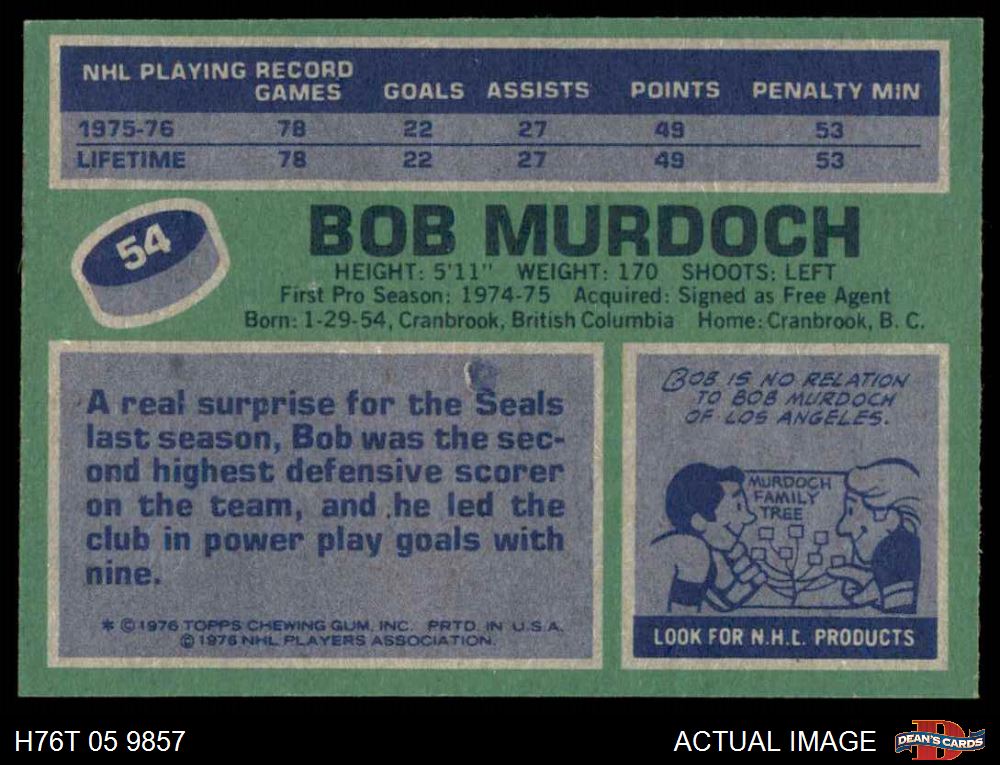 NHL PLAYING RECORD
GAMES GOALS ASSISTS POINTS PENALTY MIN
1975-76 78 22 27 49 53
LIFETIME 78 22 27 49 53
54
BOB MURDOCH
HEIGHT: 5'11" WEIGHT: 170 SHOOTS: LEFT
First Pro Season: 1974-75 Acquired: Signed as Free Agent
Born: 1-29-54, Cranbrook, British Columbia Home: Cranbrook, B. C.
A real surprise for the Seals
last season, Bob was the sec-
ond highest defensive scorer
on the team, and he led the
club in power play goals with
nine.
* © 1976 TOPPS CHEWING GUM, INC. PRTD. IN U.S.A.
© 1976 NHL PLAYERS ASSOCIATION.
BOB IS NO RELATION
TO BOB MURDOCH
OF LOS ANGELES.
MURDOCH
FAMILY
TREE
LOOK FOR N.H.L. PRODUCTS
H76T 05 9857
ACTUAL IMAGE
DEAN'S CARDS